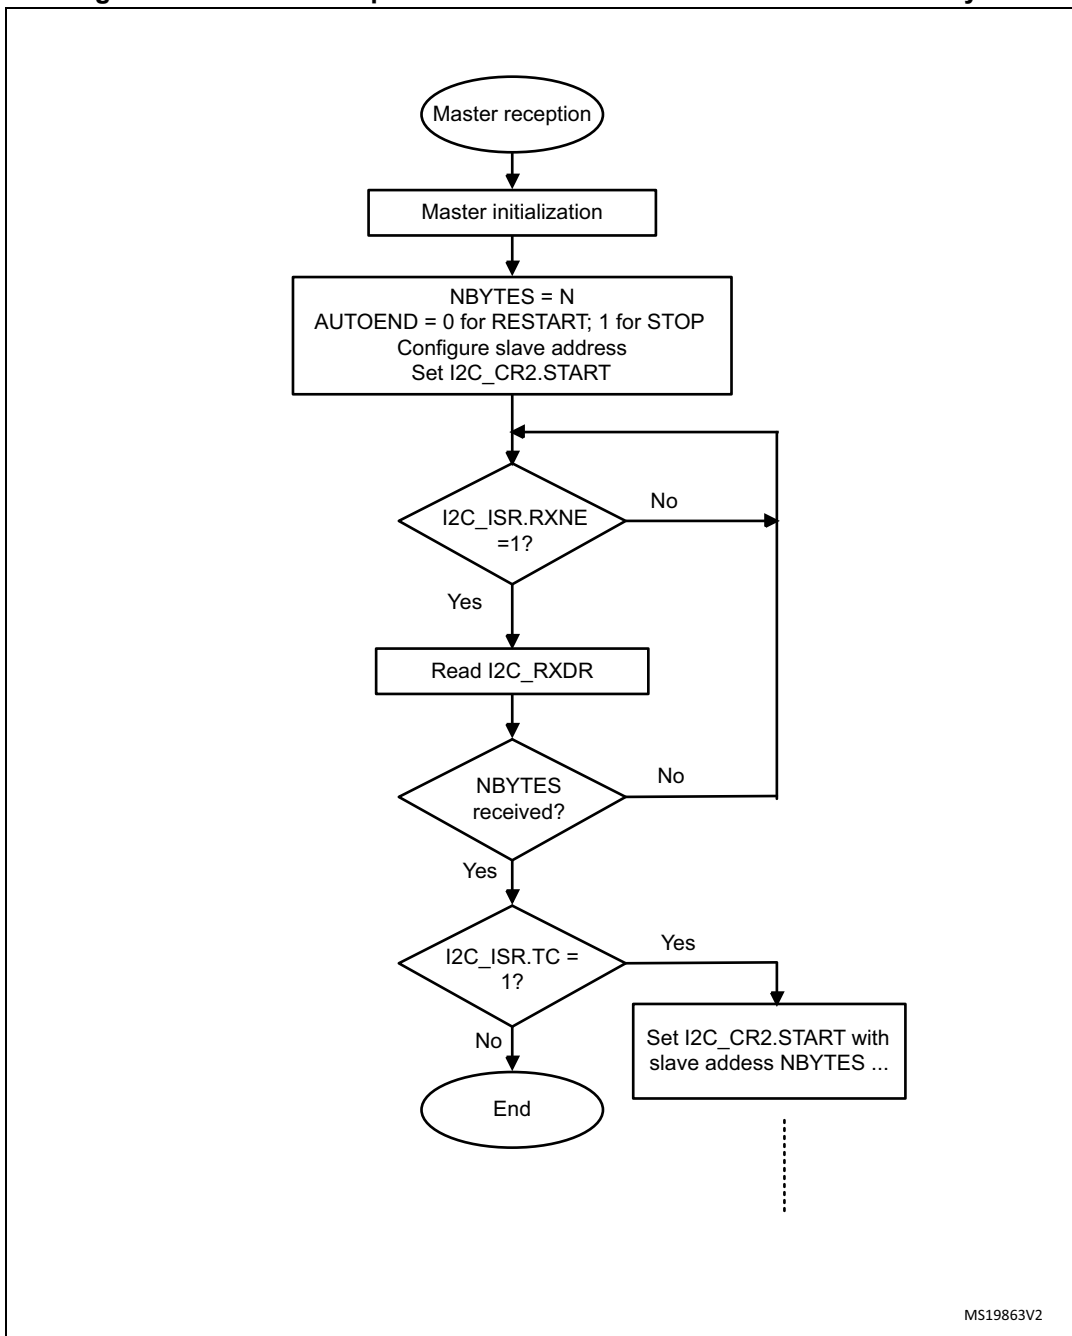 Master reception
Master initialization
NBYTES = N
AUTOEND = 0 for RESTART; 1 for STOP
Configure slave address
Set I2C_CR2.START
No
I2C_ISR.RXNE
=1?
Yes
Read I2C_RXDR
NBYTES
received?
No
Yes
I2C_ISR.TC =
1?
Yes
No
Set I2C_CR2.START with
slave addess NBYTES ...
End
MS19863V2